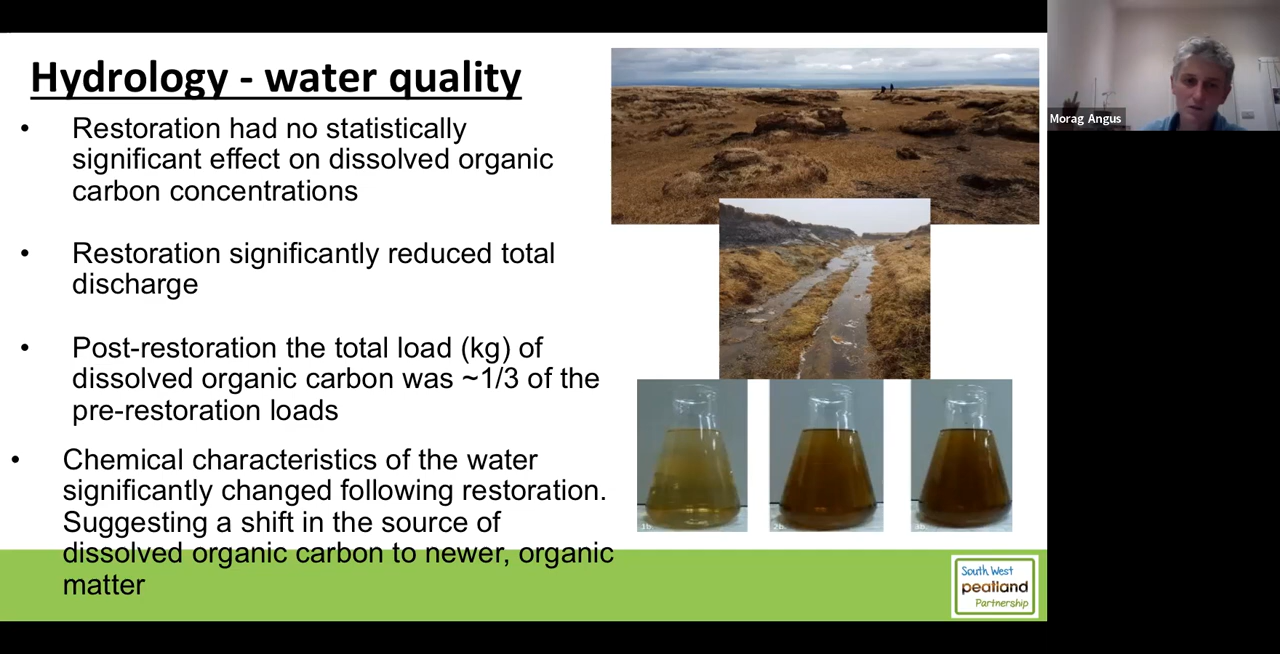 Hydrology - water quality
• Restoration had no statistically
significant effect on dissolved organic
carbon concentrations
• Restoration significantly reduced total
discharge
• Post-restoration the total load (kg) of
dissolved organic carbon was ~1/3 of the
pre-restoration loads
• Chemical characteristics of the water
significantly changed following restoration.
Suggesting a shift in the source of
dissolved organic carbon to newer, organic
matter
1b.
2b.
3b.
South West
peatland
Partnership
Morag Angus